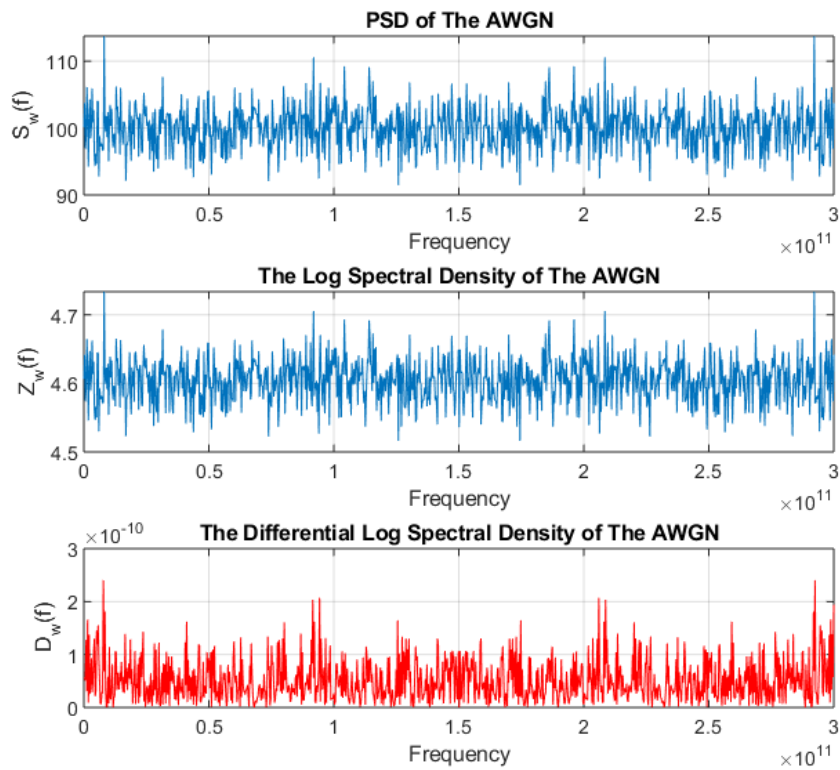 PSD of The AWGN
110
100
90
S_w(f)
0 0.5 1 1.5 2 2.5 3
Frequency
×10^11
The Log Spectral Density of The AWGN
4.7
4.6
4.5
Z_w(f)
0 0.5 1 1.5 2 2.5 3
Frequency
×10^11
×10^-10
The Differential Log Spectral Density of The AWGN
3
2
1
0
D_w(f)
0 0.5 1 1.5 2 2.5 3
Frequency
×10^11